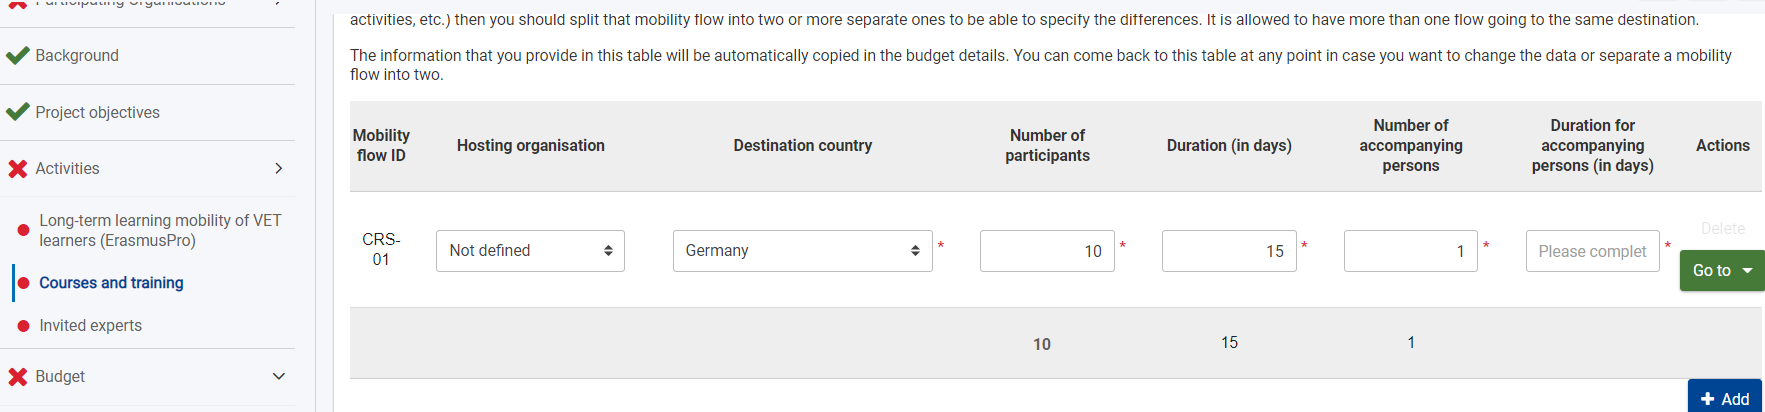 Participating Organisations
activities, etc.) then you should split that mobility flow into two or more separate ones to be able to specify the differences. It is allowed to have more than one flow going to the same destination.
Background
The information that you provide in this table will be automatically copied in the budget details. You can come back to this table at any point in case you want to change the data or separate a mobility
flow into two.
Project objectives
Activities
Long-term learning mobility of VET
learners (ErasmusPro)
Courses and training
Invited experts
Budget
Mobility
flow ID
Hosting organisation
Destination country
Number of
participants
Duration (in days)
Number of
accompanying
persons
Duration for
accompanying
persons (in days)
Actions
CRS-
01
Not defined
Germany *
10 *
15 *
1 *
Please complet *
Delete
Go to
10
15
1
+ Add